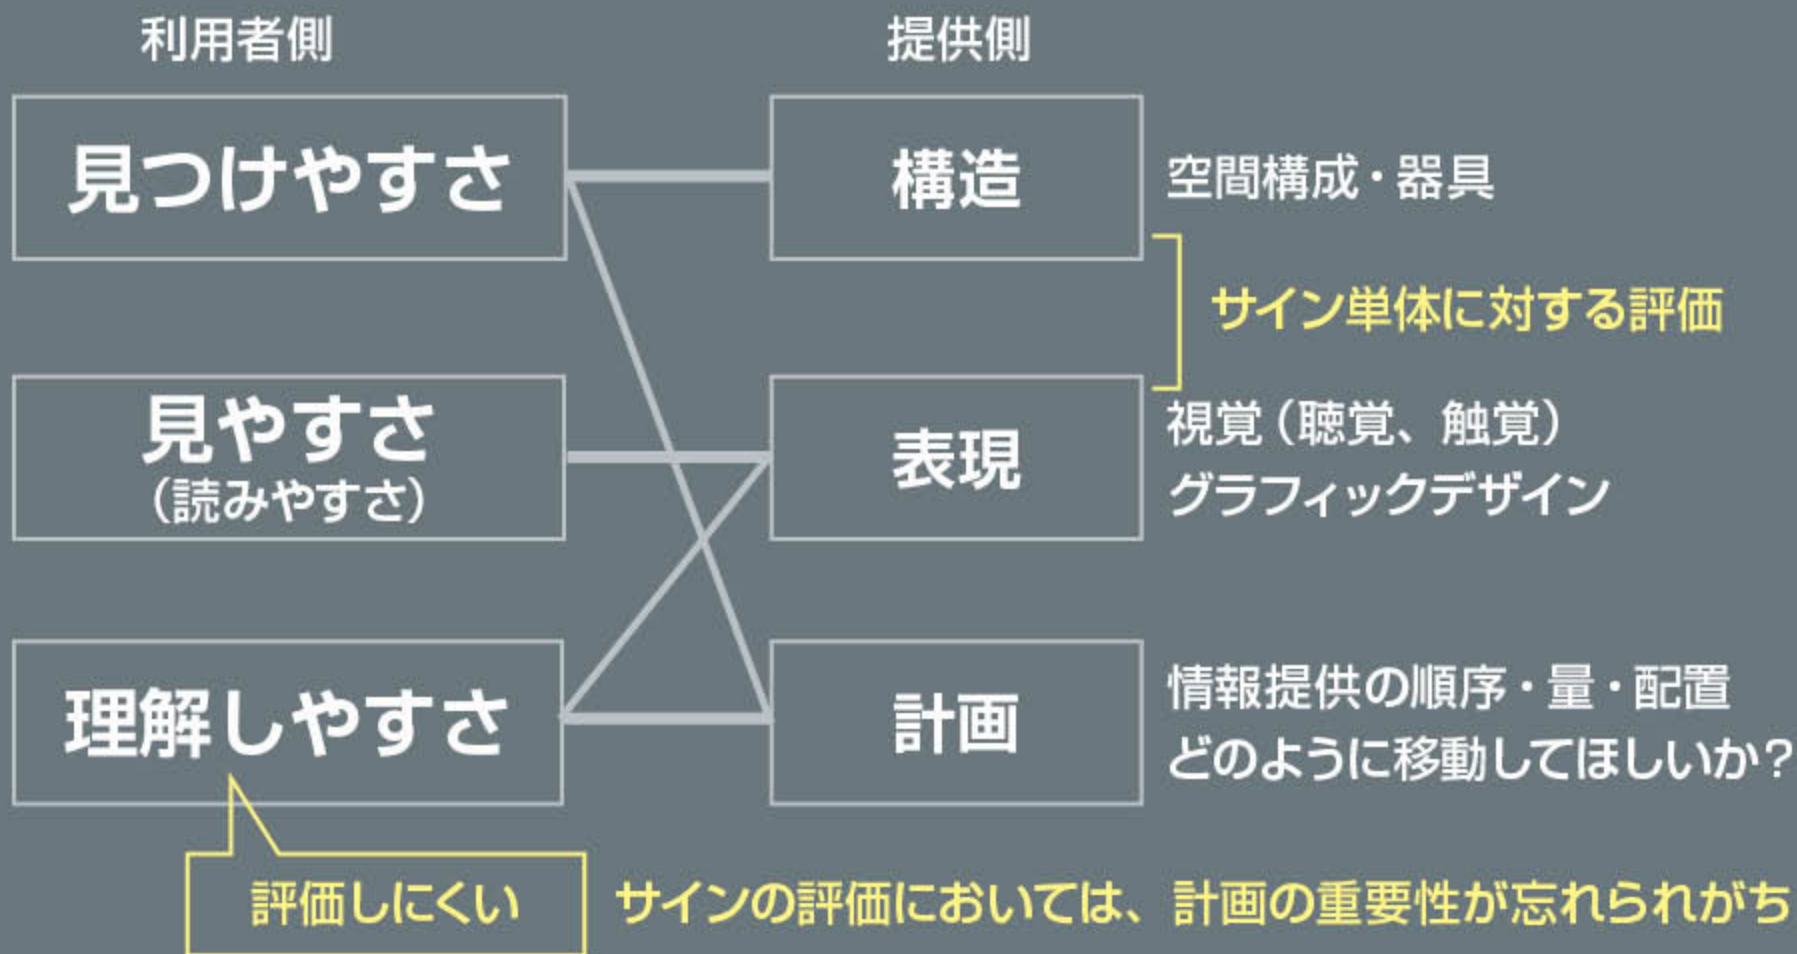 利用者側
提供側
見つけやすさ
構造
空間構成・器具
サイン単体に対する評価
見やすさ
（読みやすさ）
表現
視覚（聴覚、触覚）
グラフィックデザイン
理解しやすさ
計画
情報提供の順序・量・配置
どのように移動してほしいか？
評価しにくい
サインの評価においては、計画の重要性が忘れられがち